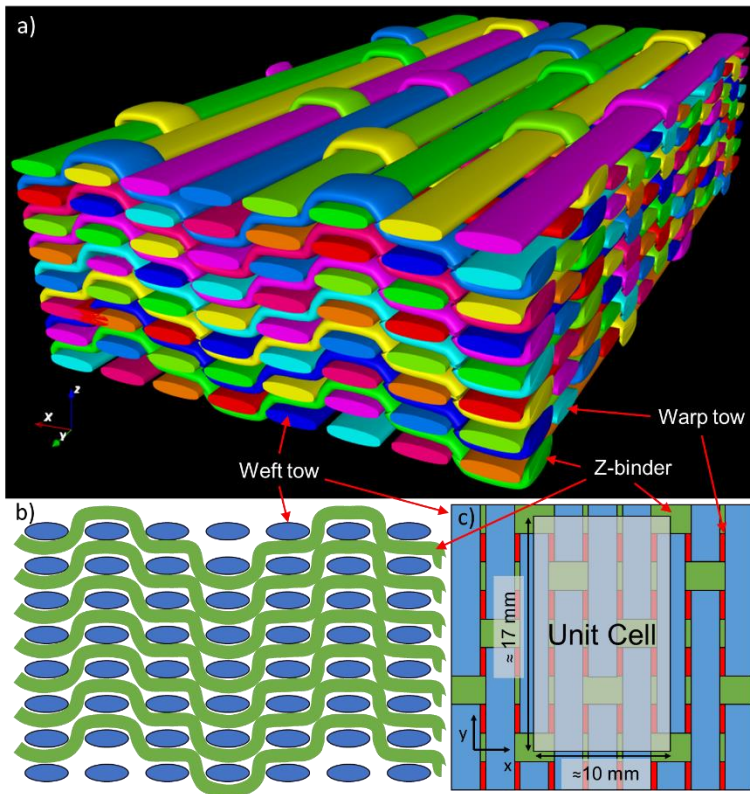 a)
z
X
Y
Warp tow
Weft tow
Z-binder
b)
c)
≈ 17 mm
Unit Cell
y
x
≈10 mm